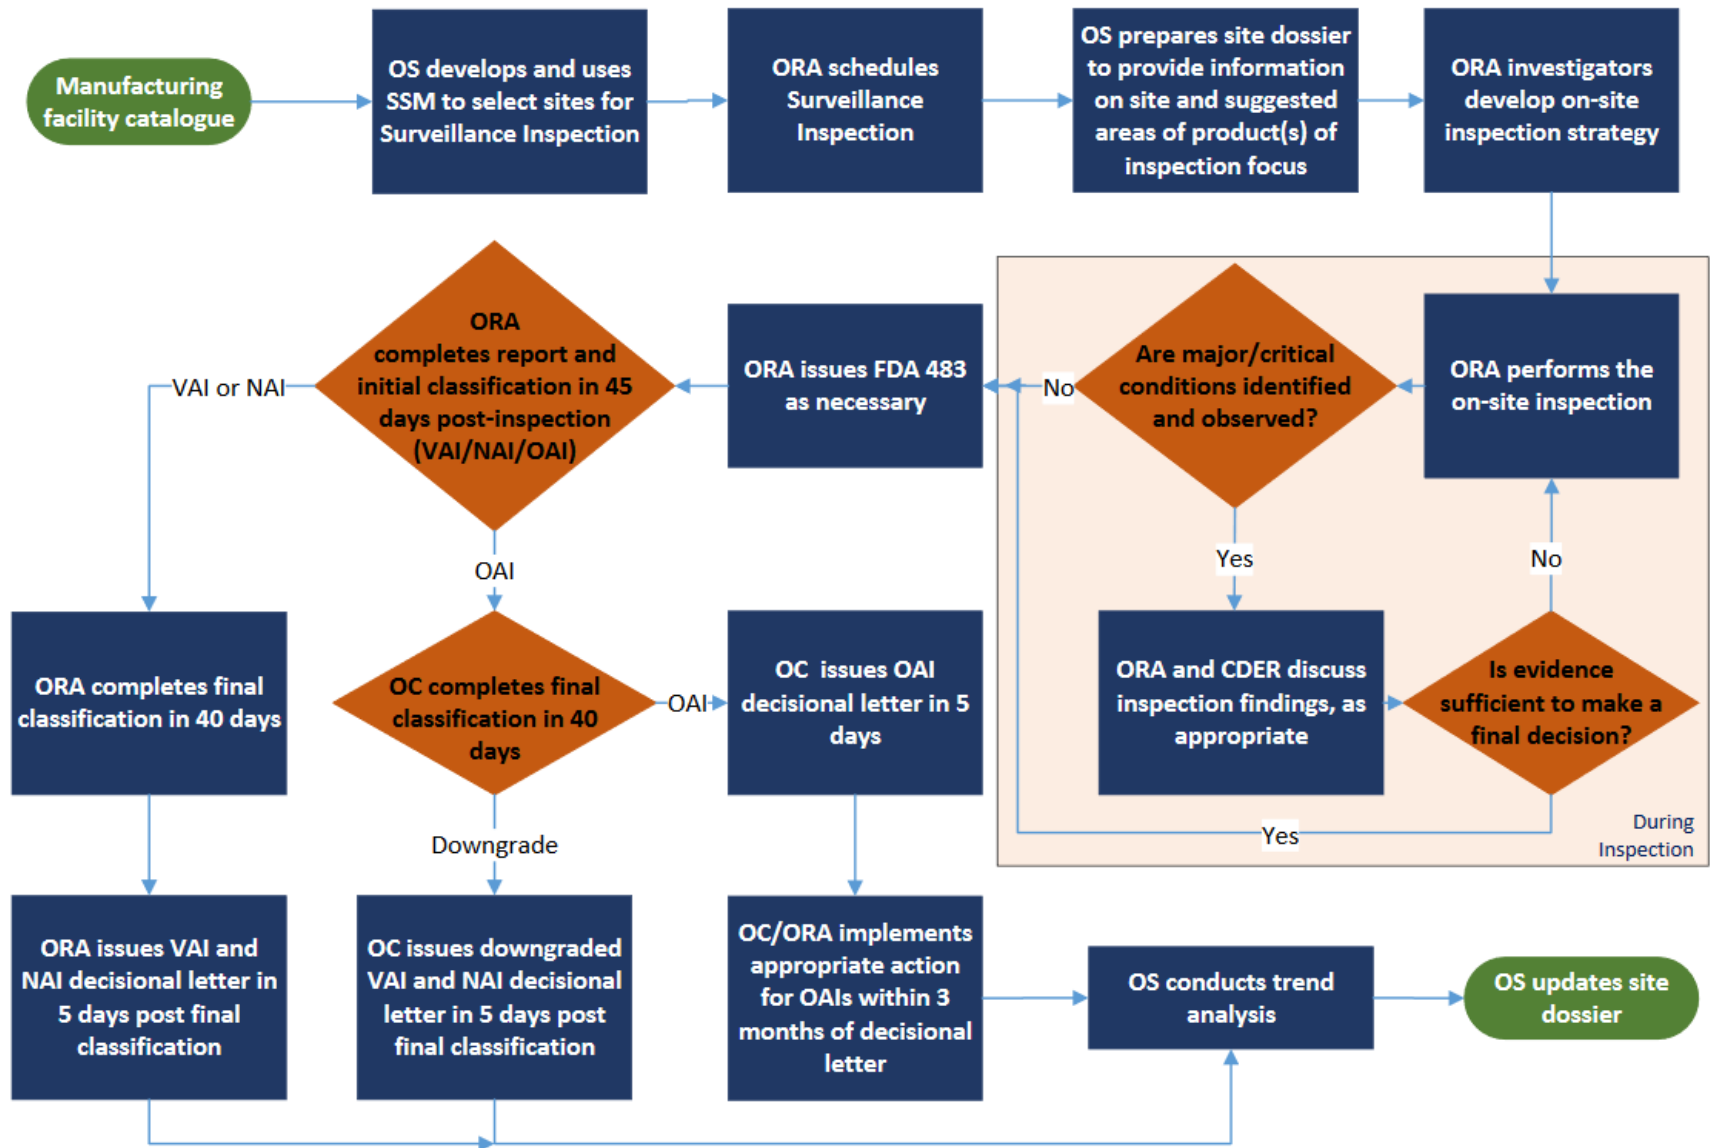 Manufacturing
facility catalogue
OS develops and uses
SSM to select sites for
Surveillance Inspection
ORA schedules
Surveillance
Inspection
OS prepares site dossier
to provide information
on site and suggested
areas of product(s) of
inspection focus
ORA investigators
develop on-site
inspection strategy
ORA
completes report and
initial classification in 45
days post-inspection
(VAI/NAI/OAI)
VAI or NAI
ORA issues FDA 483
as necessary
No
Are major/critical
conditions identified
and observed?
ORA performs the
on-site inspection
OAI
Yes
No
ORA completes final
classification in 40 days
OC completes final
classification in 40
days
OAI
OC  issues OAI
decisional letter in 5
days
ORA and CDER discuss
inspection findings, as
appropriate
Is evidence
sufficient to make a
final decision?
Downgrade
Yes
During
Inspection
ORA issues VAI and
NAI decisional letter in
5 days post final
classification
OC issues downgraded
VAI and NAI decisional
letter in 5 days post
final classification
OC/ORA implements
appropriate action
for OAIs within 3
months of decisional
letter
OS conducts trend
analysis
OS updates site
dossier